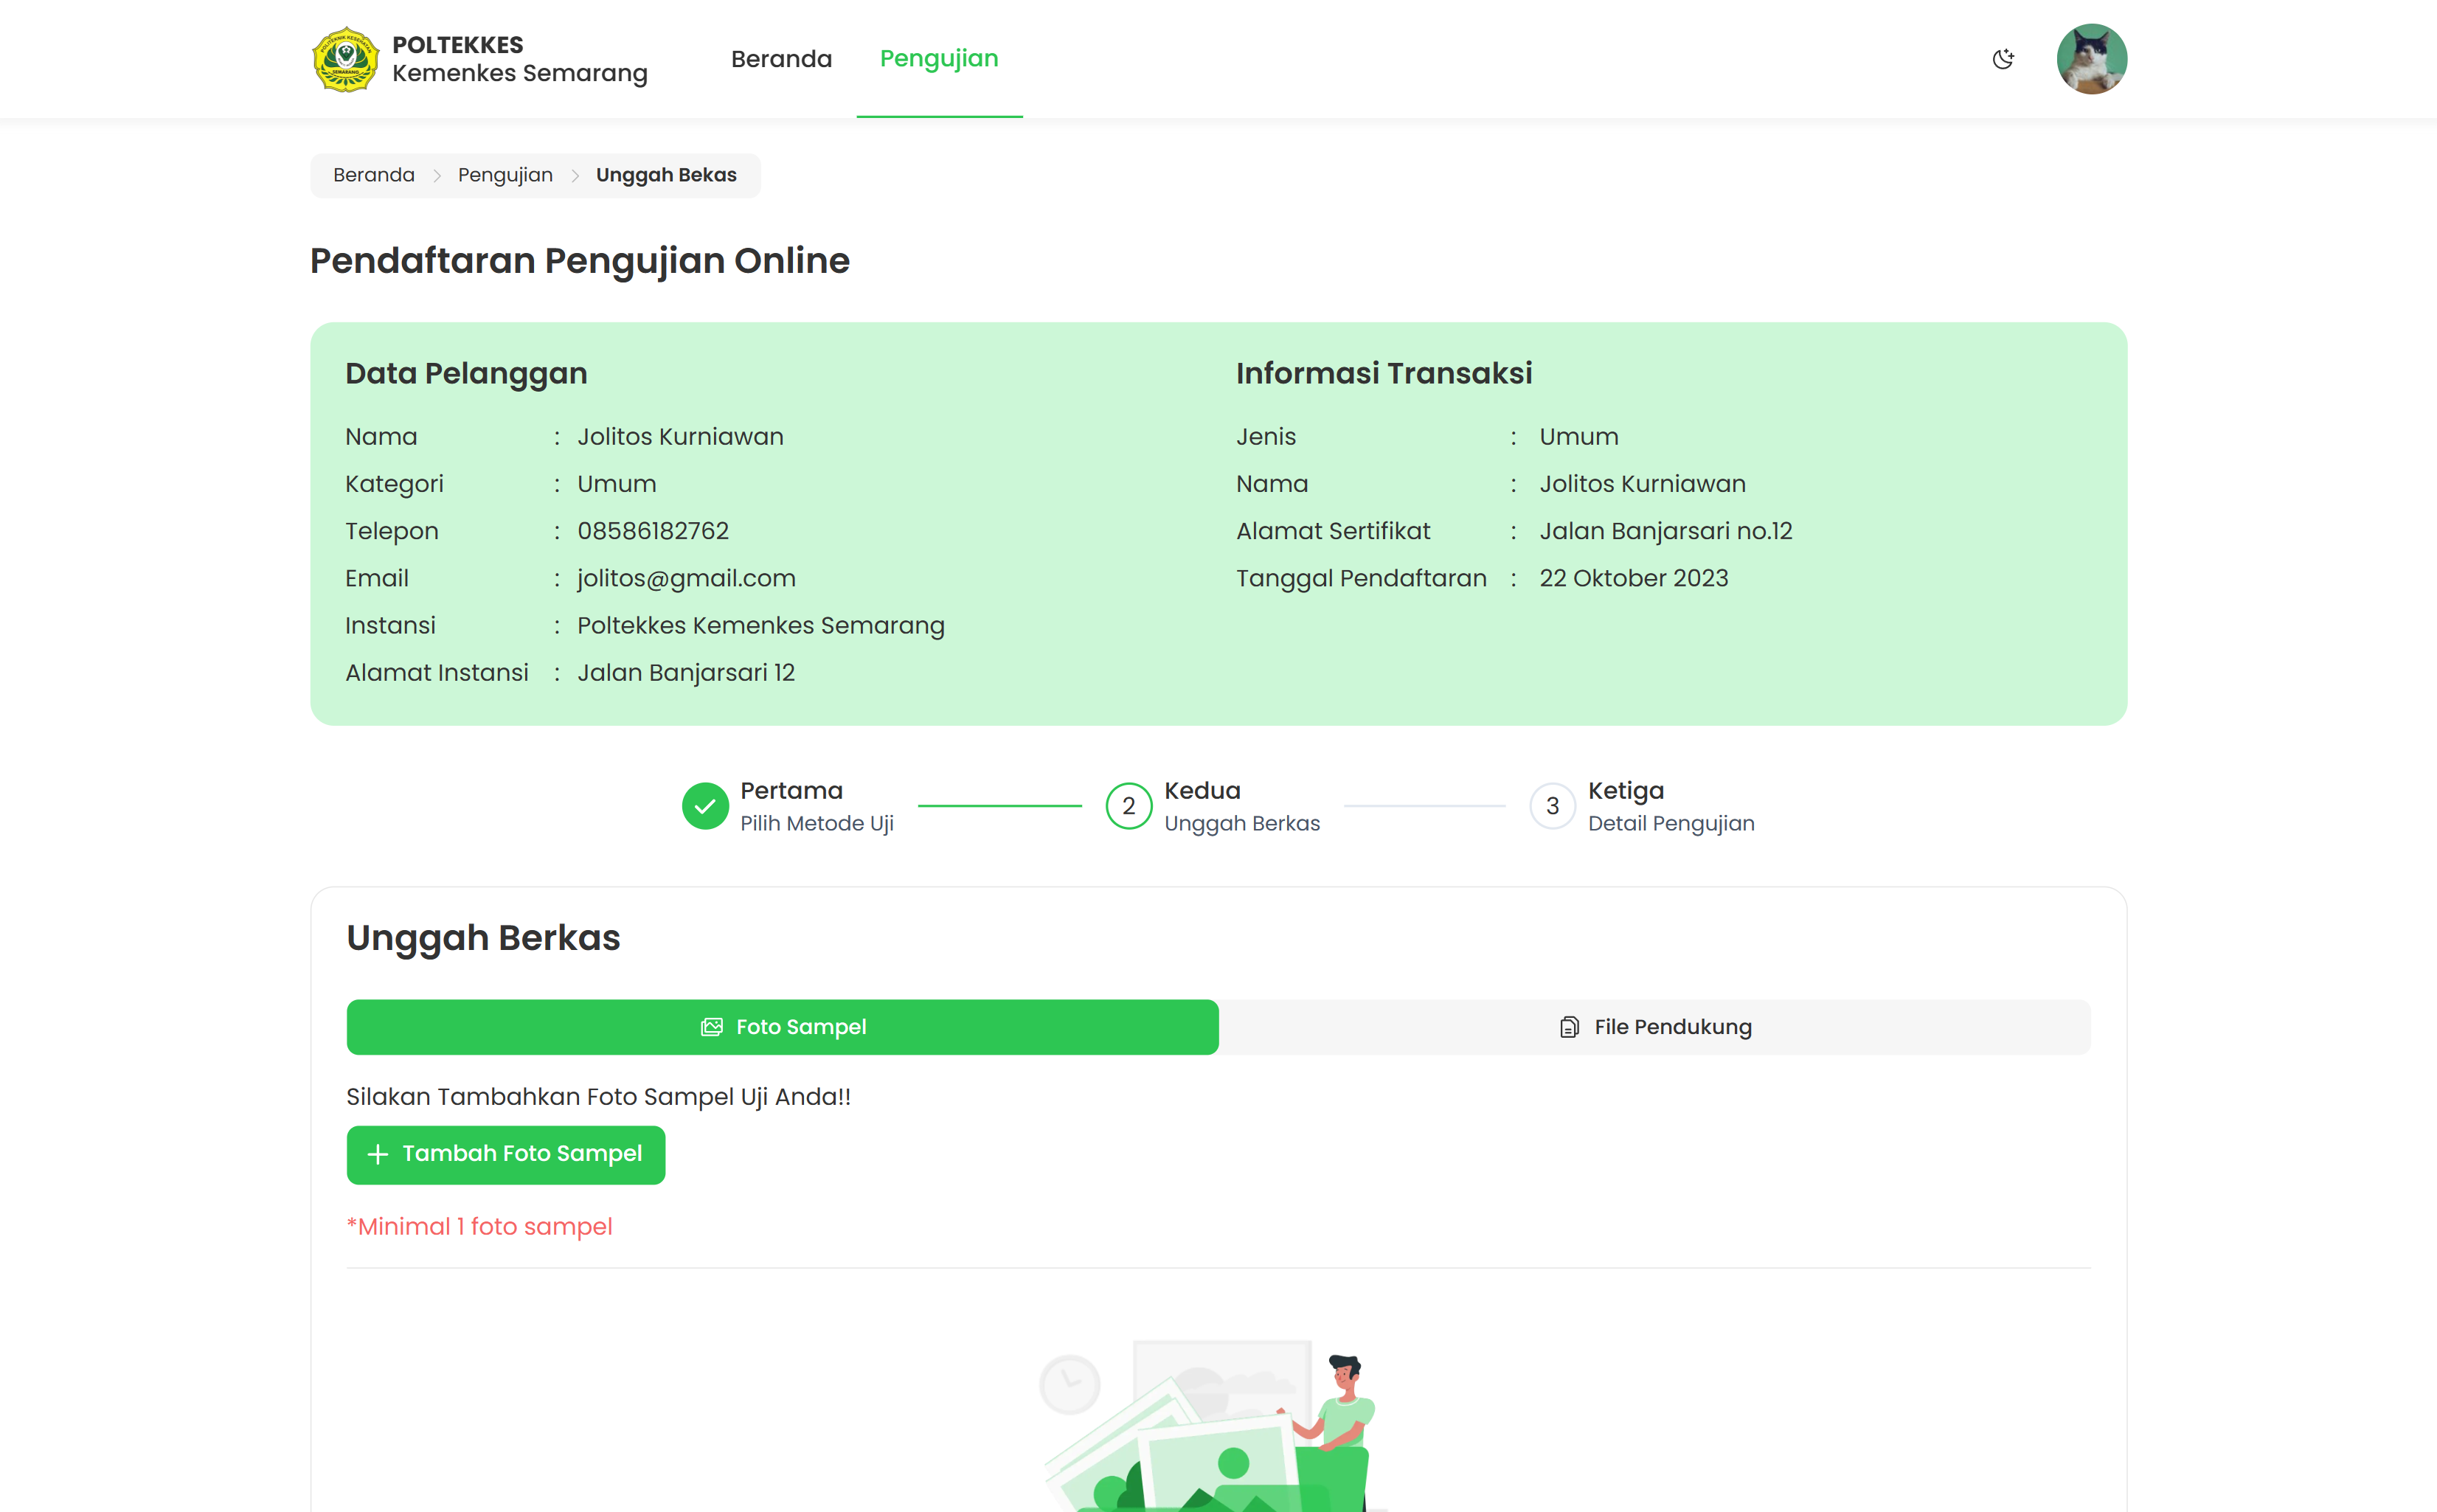 POLITEKNIK KESEHATAN
SEMARANG
POLTEKKES
Kemenkes Semarang
Beranda
Pengujian
Beranda > Pengujian > Unggah Bekas
Pendaftaran Pengujian Online
Data Pelanggan
Nama : Jolitos Kurniawan
Kategori : Umum
Telepon : 08586182762
Email : jolitos@gmail.com
Instansi : Poltekkes Kemenkes Semarang
Alamat Instansi : Jalan Banjarsari 12
Informasi Transaksi
Jenis : Umum
Nama : Jolitos Kurniawan
Alamat Sertifikat : Jalan Banjarsari no.12
Tanggal Pendaftaran : 22 Oktober 2023
Pertama
Pilih Metode Uji
2
Kedua
Unggah Berkas
3
Ketiga
Detail Pengujian
Unggah Berkas
Foto Sampel
File Pendukung
Silakan Tambahkan Foto Sampel Uji Anda!!
+ Tambah Foto Sampel
*Minimal 1 foto sampel